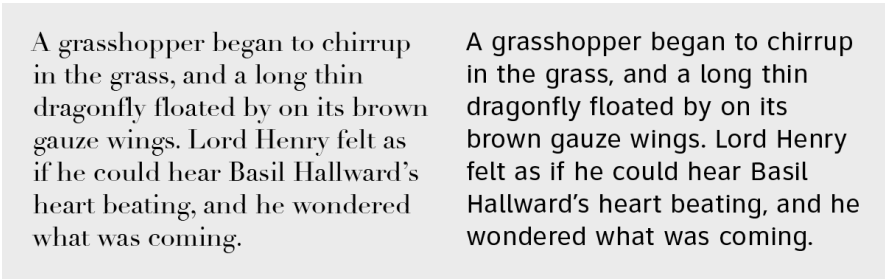 A grasshopper began to chirrup
in the grass, and a long thin
dragonfly floated by on its brown
gauze wings. Lord Henry felt as
if he could hear Basil Hallward’s
heart beating, and he wondered
what was coming.
A grasshopper began to chirrup
in the grass, and a long thin
dragonfly floated by on its
brown gauze wings. Lord Henry
felt as if he could hear Basil
Hallward’s heart beating, and he
wondered what was coming.